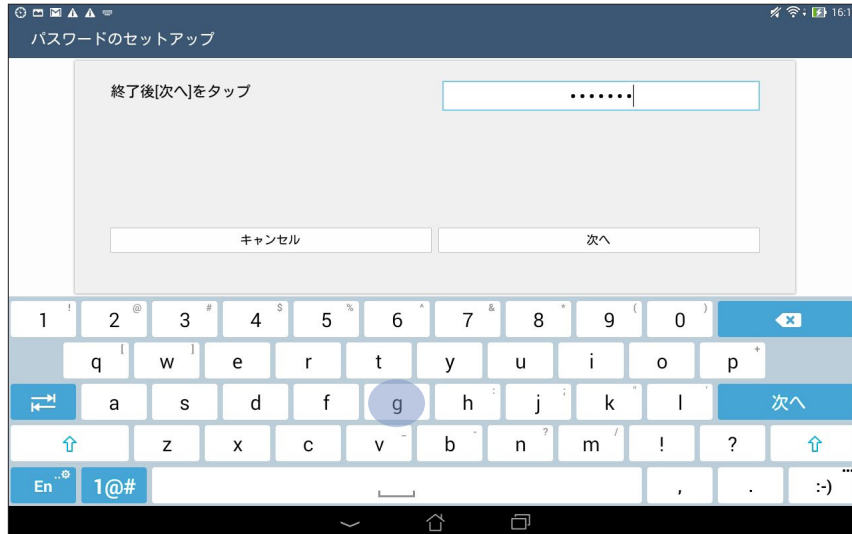 16:1
パスワードのセットアップ
終了後[次へ]をタップ
•••••••
キャンセル 次へ
1 ! 2 @ 3 # 4 $ 5 % 6 ^ 7 & 8 * 9 ( 0 )
q [ w ] e r t y u i o p +
a s d f g h : j ; k " l ' 次へ
z x c v _ b - n ? m / ! ?
En 1@# , . :-)